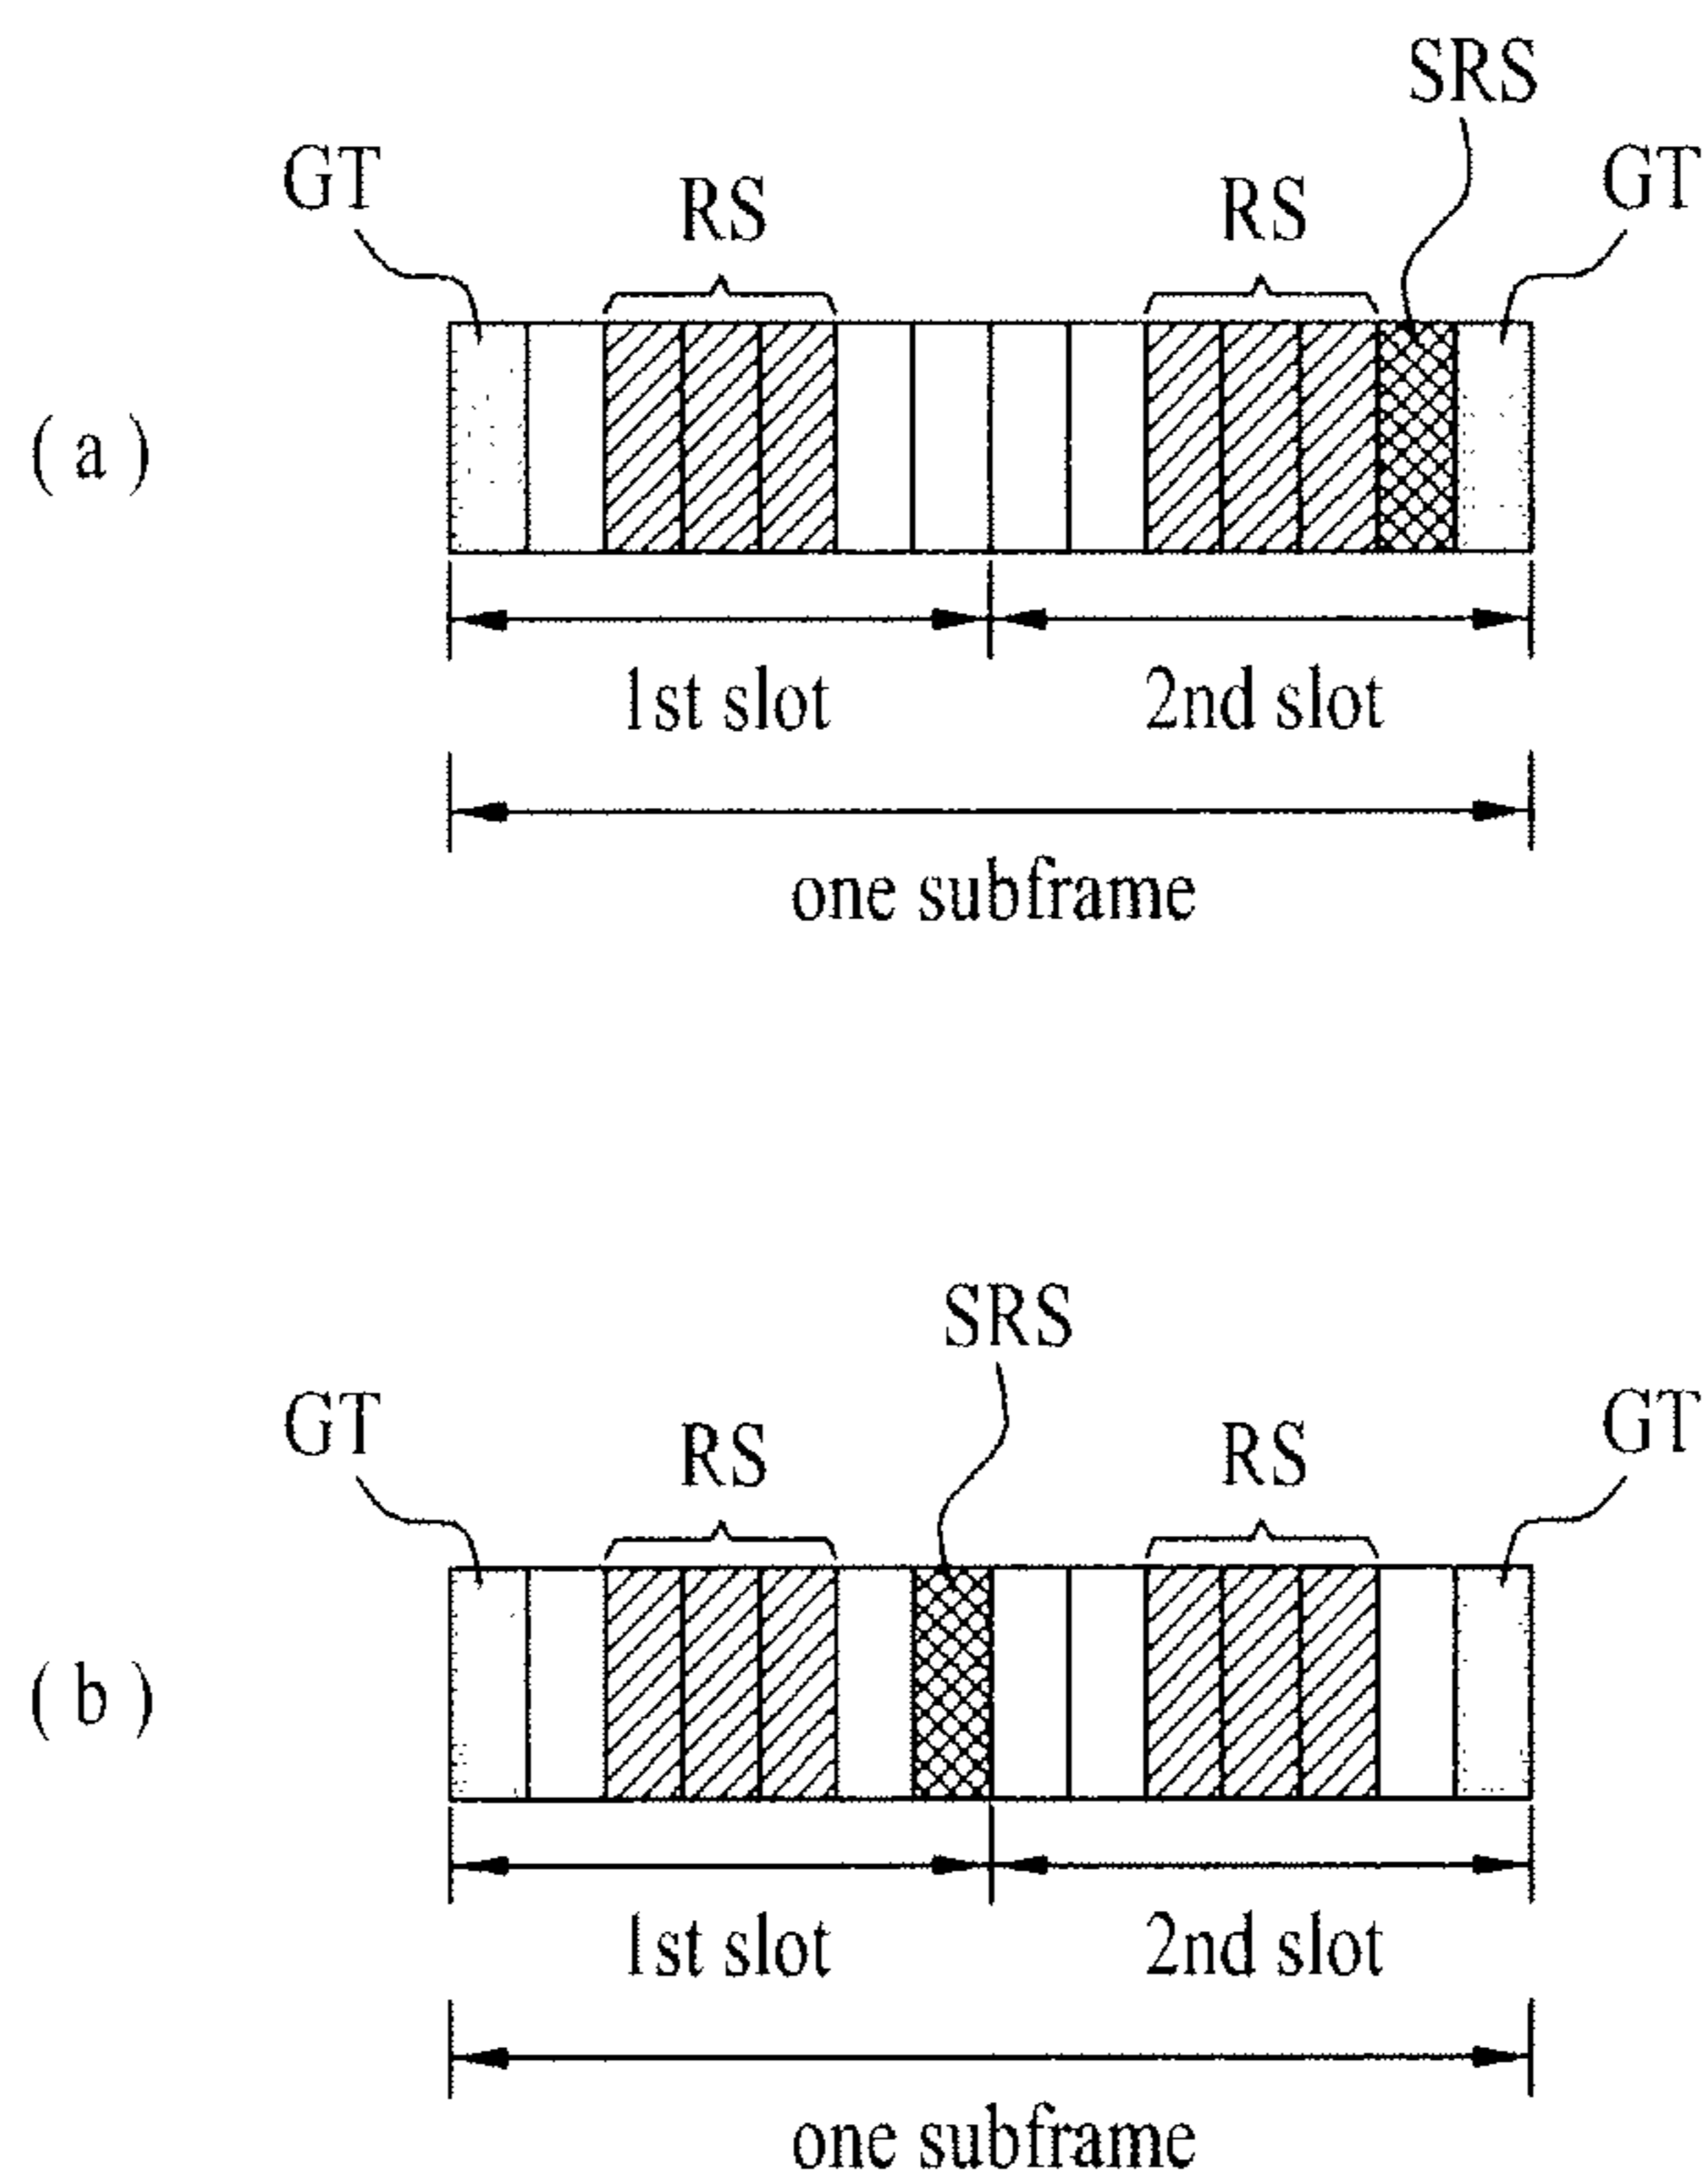 SRS
GT RS RS GT
( a )
1st slot 2nd slot
one subframe
SRS
GT RS RS GT
( b )
1st slot 2nd slot
one subframe